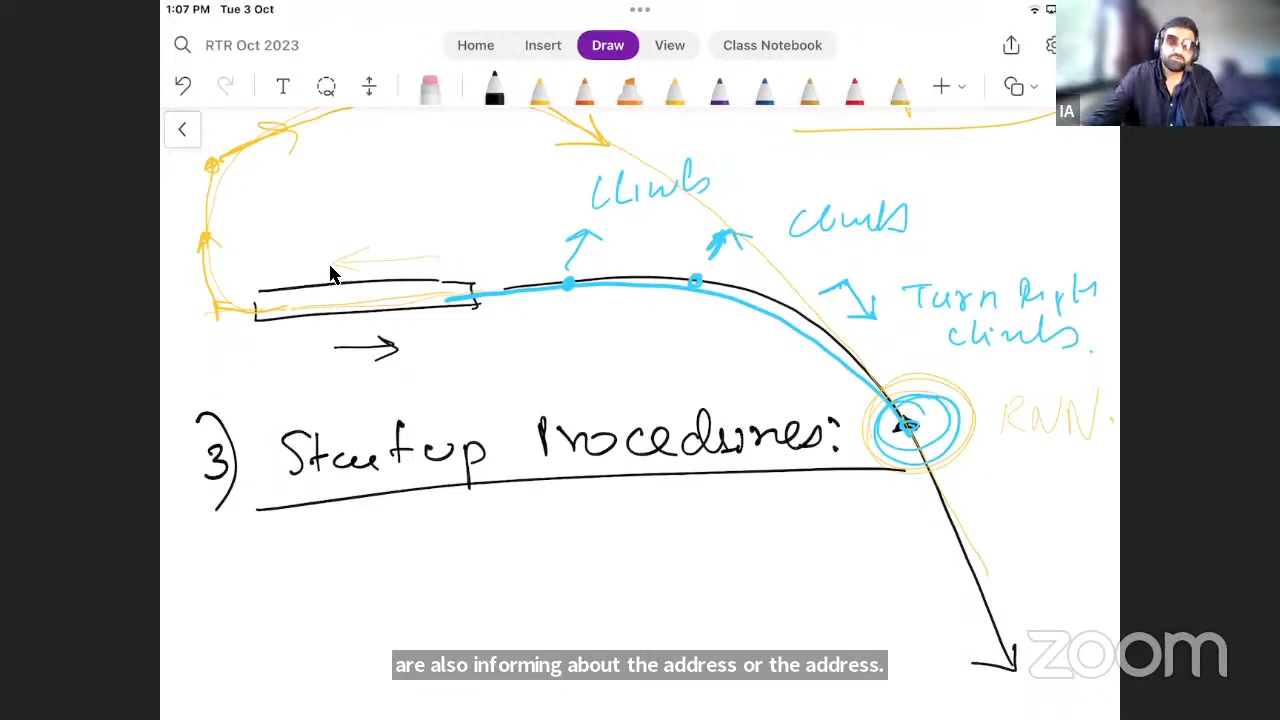 1:07 PM Tue 3 Oct
RTR Oct 2023
Home Insert Draw View Class Notebook
T
IA
Climb
Climb
Turn Right
climb.
RNN.
3) Startup Procedures:
are also informing about the address or the address.
zoom